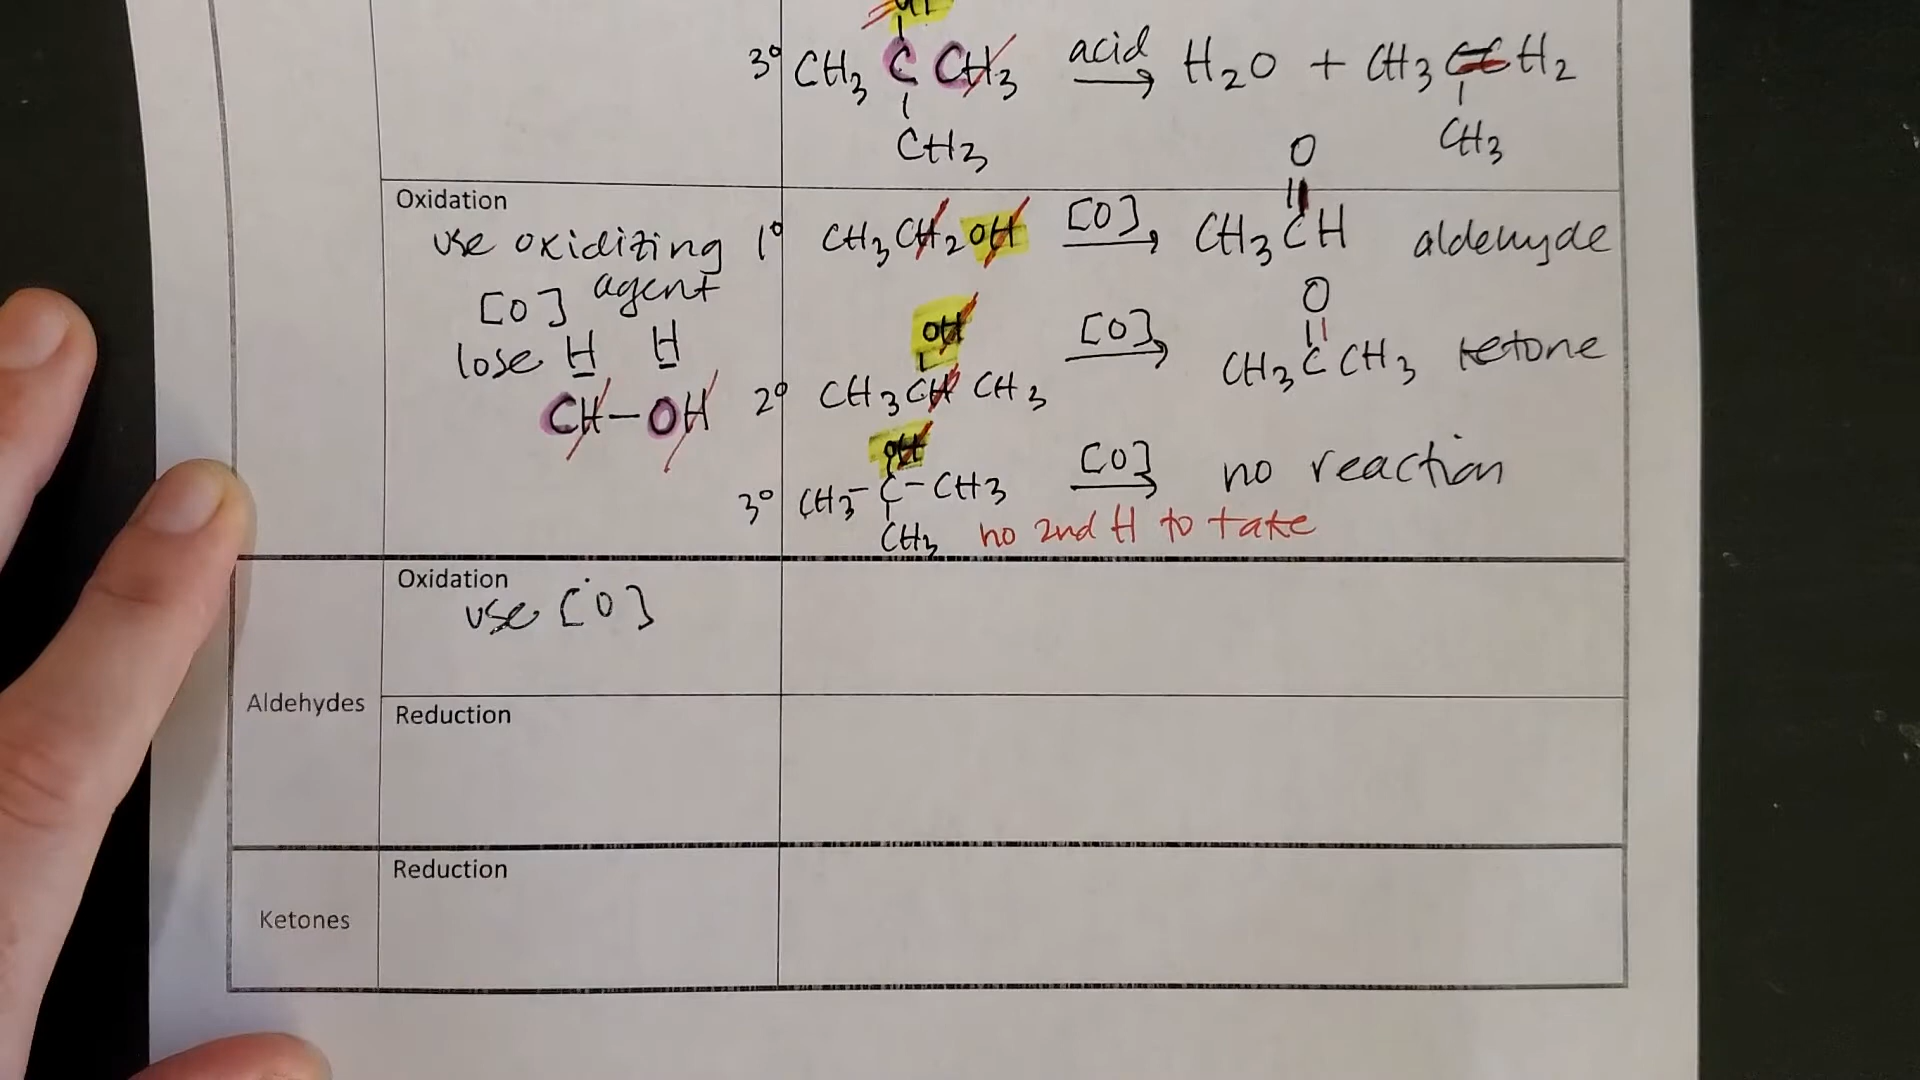 3° CH3 C CH3 acid → H2O + CH3 C=CH2
CH3
CH3
Oxidation
use oxidizing agent
[O]
lose H H
CH-OH
1° CH3CH2OH [O] → CH3CH aldehyde
O
OH
2° CH3CHCH3 [O] → CH3CCH3 ketone
O
OH
3° CH3-C-CH3 [O] → no reaction
CH3 no 2nd H to take
Aldehydes
Oxidation
use [O]
Reduction
Ketones
Reduction